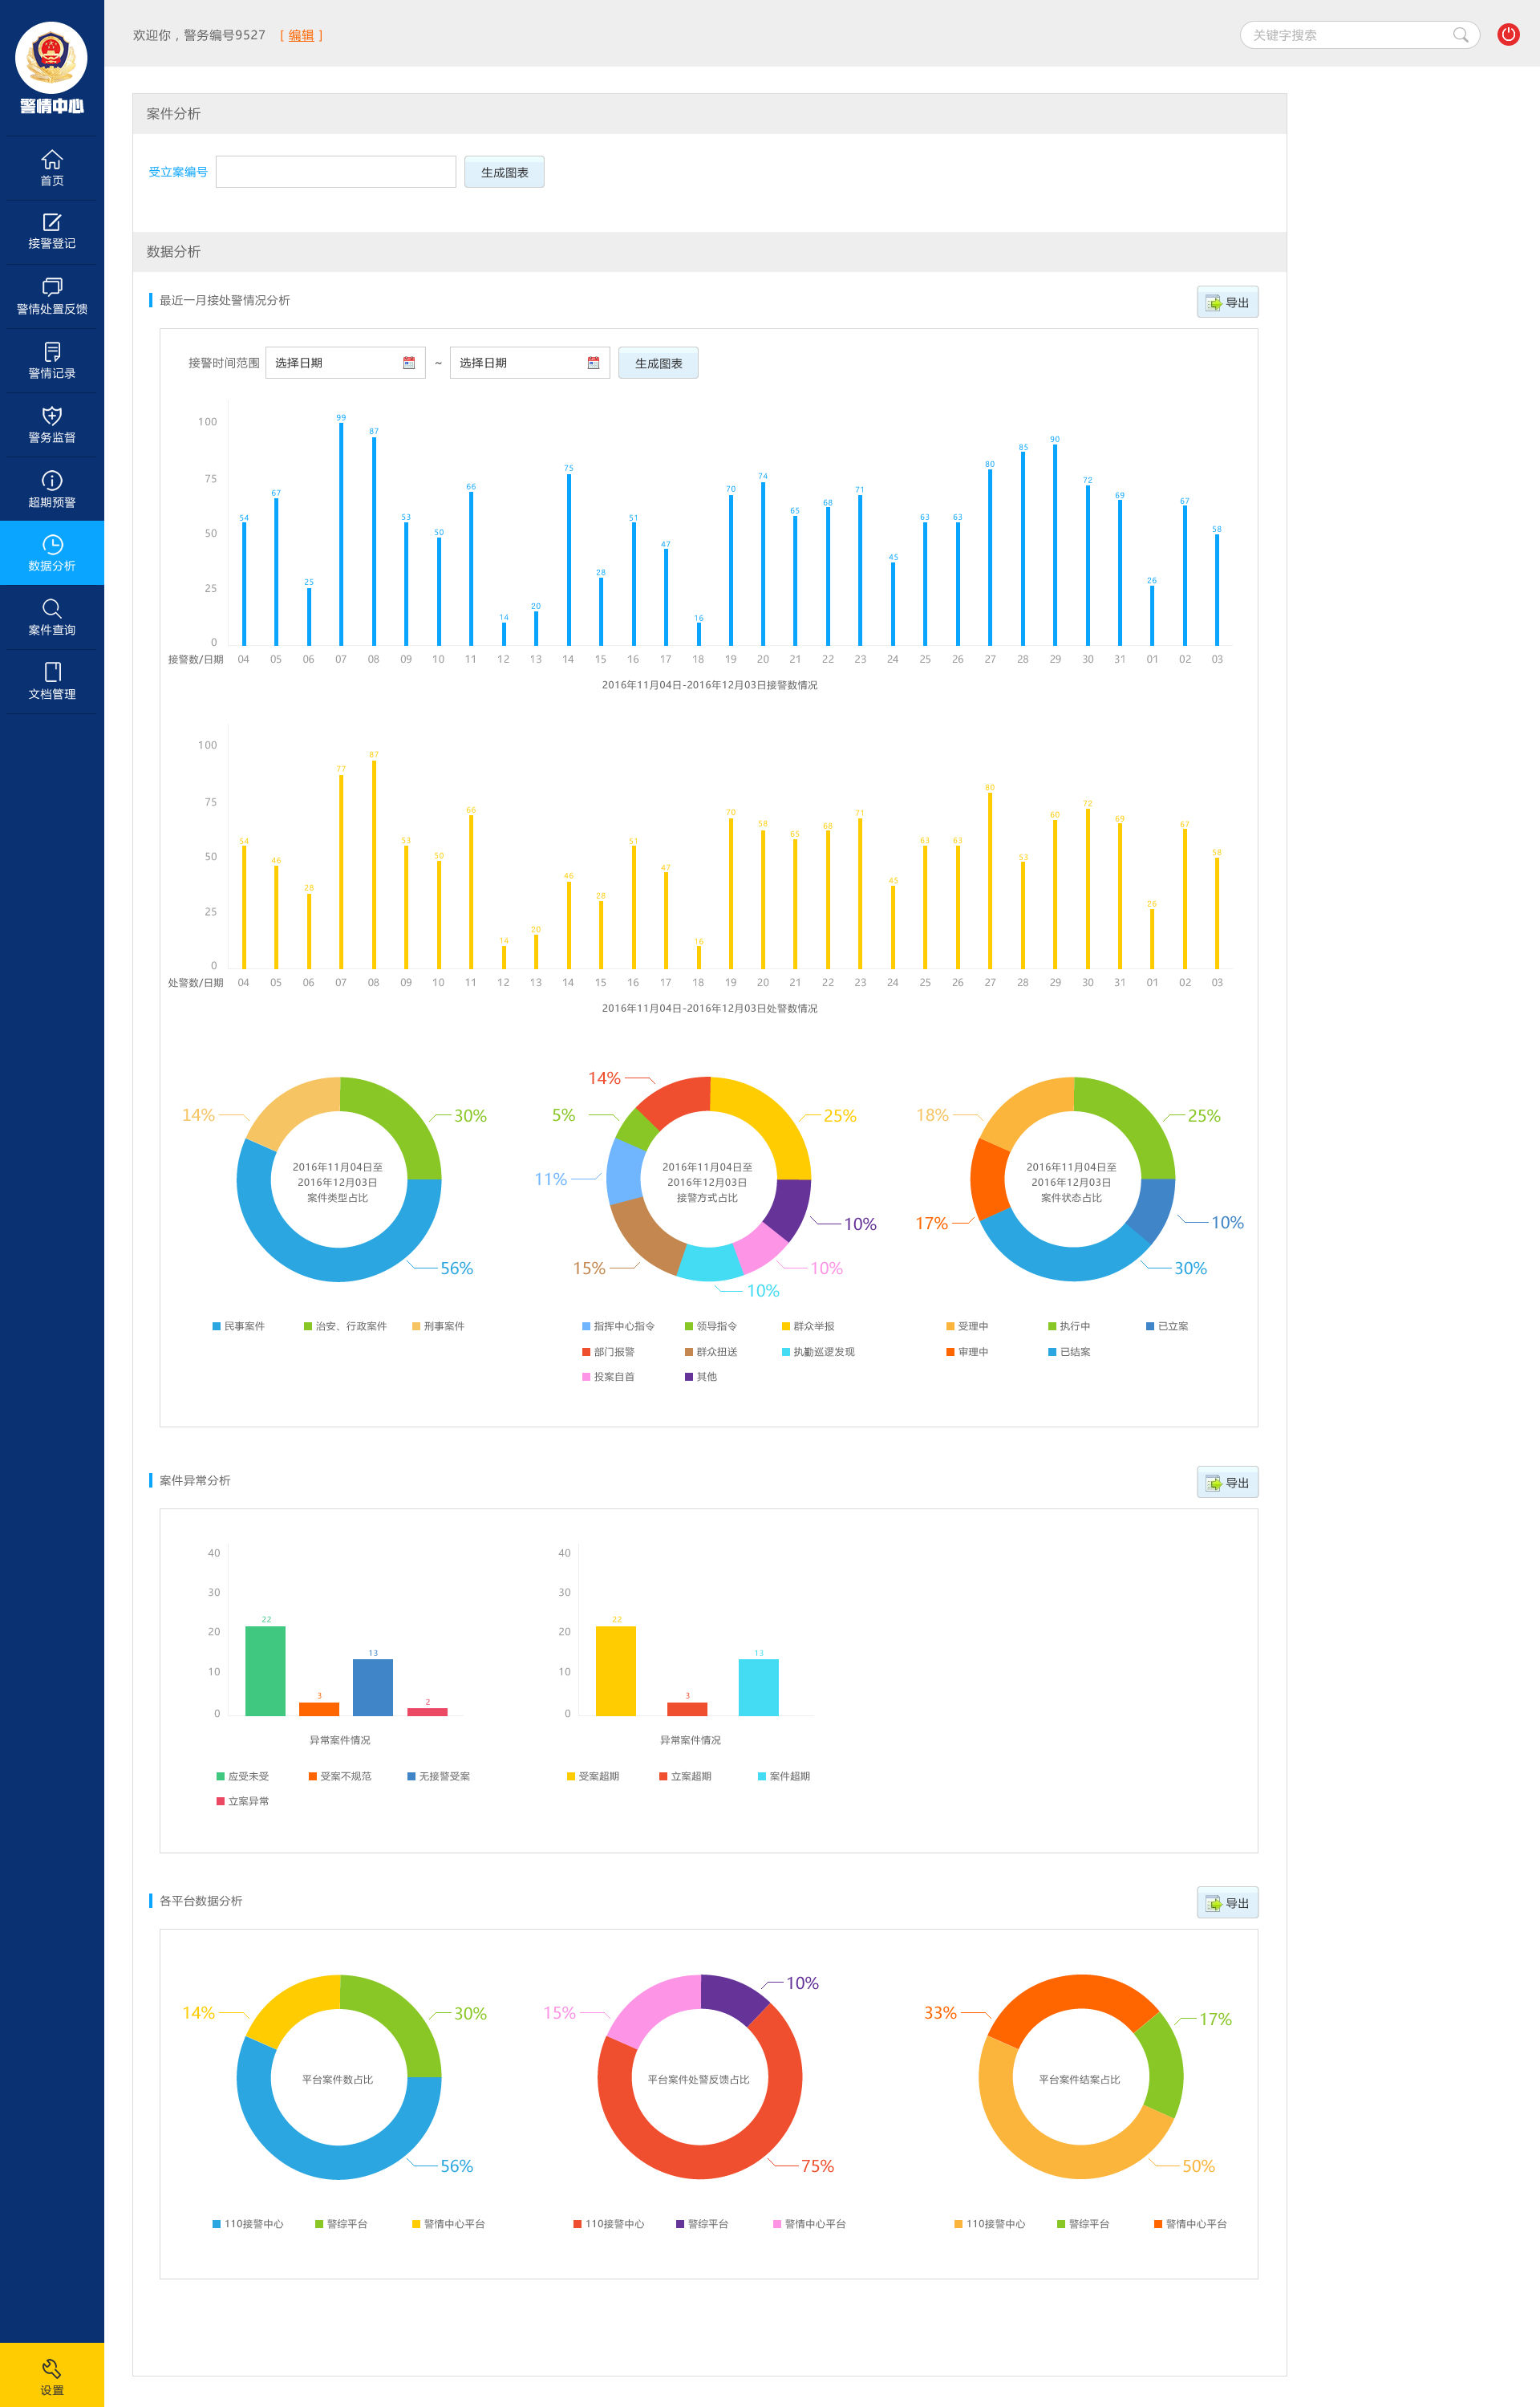 警情中心
首页
接警登记
警情处置反馈
警情记录
警务监督
超期预警
数据分析
案件查询
文档管理
设置
欢迎你，警务编号9527 [ 编辑 ]
关键字搜索
案件分析
受立案编号 生成图表
数据分析
最近一月接处警情况分析 导出
接警时间范围 选择日期 ~ 选择日期 生成图表
100
75
50
25
0
54 67 25 99 87 53 50 66 14 20 75 28 51 47 16 70 74 65 68 71 45 63 63 80 85 90 72 69 26 67 58
接警数/日期 04 05 06 07 08 09 10 11 12 13 14 15 16 17 18 19 20 21 22 23 24 25 26 27 28 29 30 31 01 02 03
2016年11月04日-2016年12月03日接警数情况
100
75
50
25
0
54 46 28 77 87 53 50 66 14 20 46 28 51 47 16 70 58 65 68 71 45 63 63 80 53 60 72 69 26 67 58
处警数/日期 04 05 06 07 08 09 10 11 12 13 14 15 16 17 18 19 20 21 22 23 24 25 26 27 28 29 30 31 01 02 03
2016年11月04日-2016年12月03日处警数情况
14% 30%
2016年11月04日至
2016年12月03日
案件类型占比
56%
民事案件 治安、行政案件 刑事案件
14%
5% 25%
11%
2016年11月04日至
2016年12月03日
接警方式占比
10%
15% 10%
10%
指挥中心指令 领导指令 群众举报
部门报警 群众扭送 执勤巡逻发现
投案自首 其他
18% 25%
2016年11月04日至
2016年12月03日
案件状态占比
17% 10%
30%
受理中 执行中 已立案
审理中 已结案
案件异常分析 导出
40
30
20
10
0
22 3 13 2
异常案件情况
应受未受 受案不规范 无接警受案
立案异常
40
30
20
10
0
22 3 13
异常案件情况
受案超期 立案超期 案件超期
各平台数据分析 导出
14% 30%
平台案件数占比
56%
110接警中心 警综平台 警情中心平台
15% 10%
平台案件处警反馈占比
75%
110接警中心 警综平台 警情中心平台
33% 17%
平台案件结案占比
50%
110接警中心 警综平台 警情中心平台